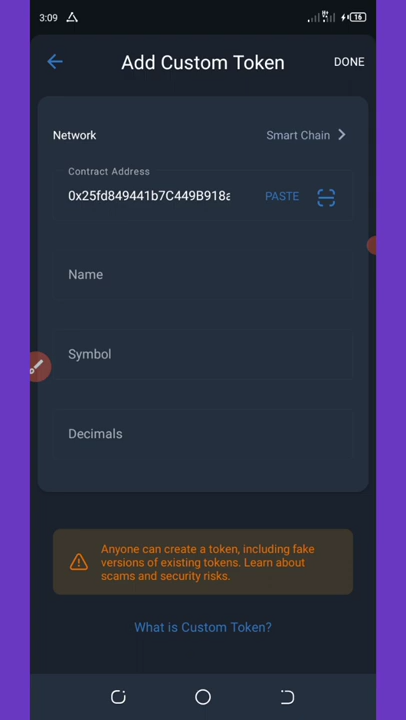 3:09
16
Add Custom Token
DONE
Network
Smart Chain
Contract Address
0x25fd849441b7C449B918a
PASTE
Name
Symbol
Decimals
Anyone can create a token, including fake
versions of existing tokens. Learn about
scams and security risks.
What is Custom Token?